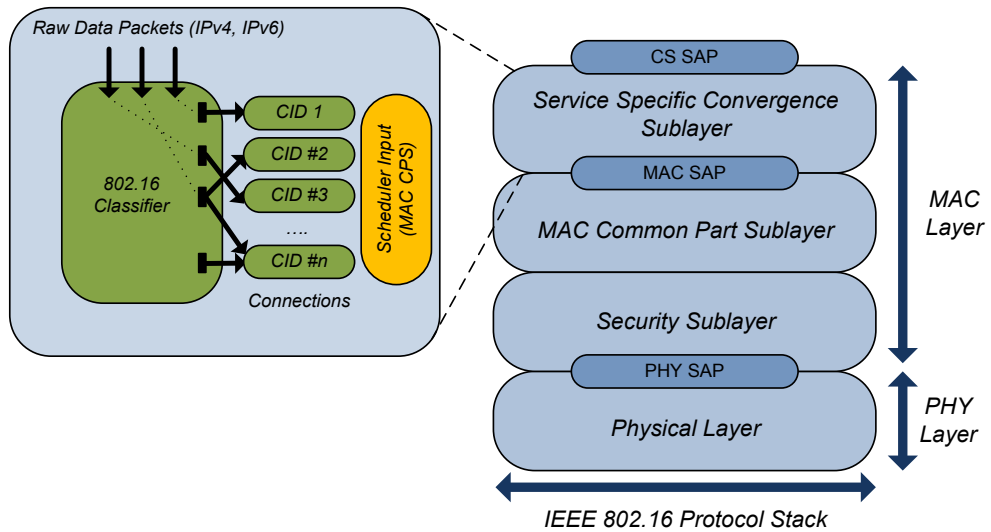 Raw Data Packets (IPv4, IPv6)
802.16
Classifier
CID 1
CID #2
CID #3
....
CID #n
Connections
Scheduler Input
(MAC CPS)
CS SAP
Service Specific Convergence
Sublayer
MAC SAP
MAC Common Part Sublayer
Security Sublayer
PHY SAP
Physical Layer
MAC
Layer
PHY
Layer
IEEE 802.16 Protocol Stack